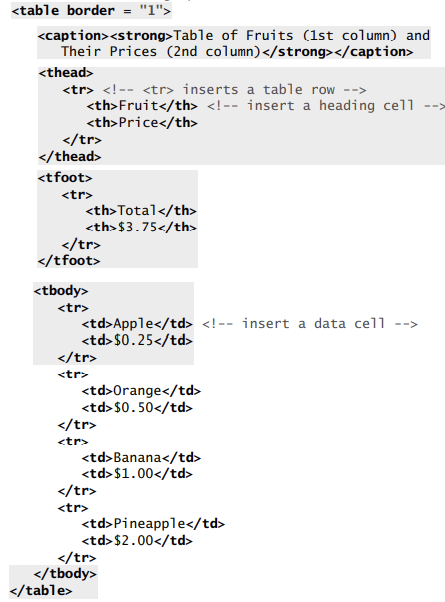 <table border = "1">
<caption><strong>Table of Fruits (1st column) and
Their Prices (2nd column)</strong></caption>
<thead>
<tr> <!-- <tr> inserts a table row -->
<th>Fruit</th> <!-- insert a heading cell -->
<th>Price</th>
</tr>
</thead>
<tfoot>
<tr>
<th>Total</th>
<th>$3.75</th>
</tr>
</tfoot>
<tbody>
<tr>
<td>Apple</td> <!-- insert a data cell -->
<td>$0.25</td>
</tr>
<tr>
<td>Orange</td>
<td>$0.50</td>
</tr>
<tr>
<td>Banana</td>
<td>$1.00</td>
</tr>
<tr>
<td>Pineapple</td>
<td>$2.00</td>
</tr>
</tbody>
</table>